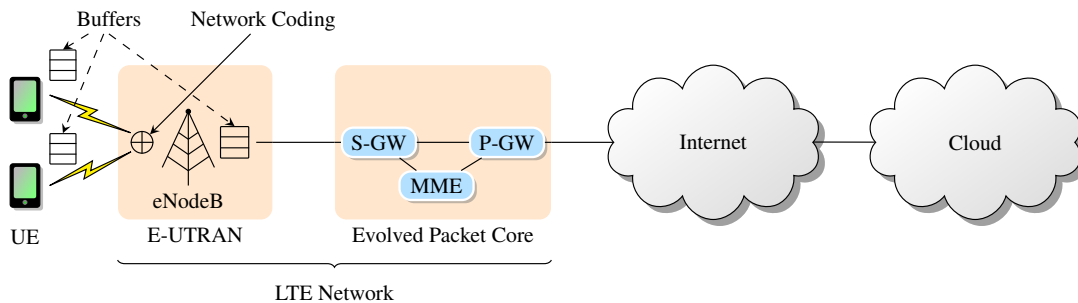 Buffers
Network Coding
S-GW
P-GW
MME
Internet
Cloud
eNodeB
UE
E-UTRAN
Evolved Packet Core
LTE Network